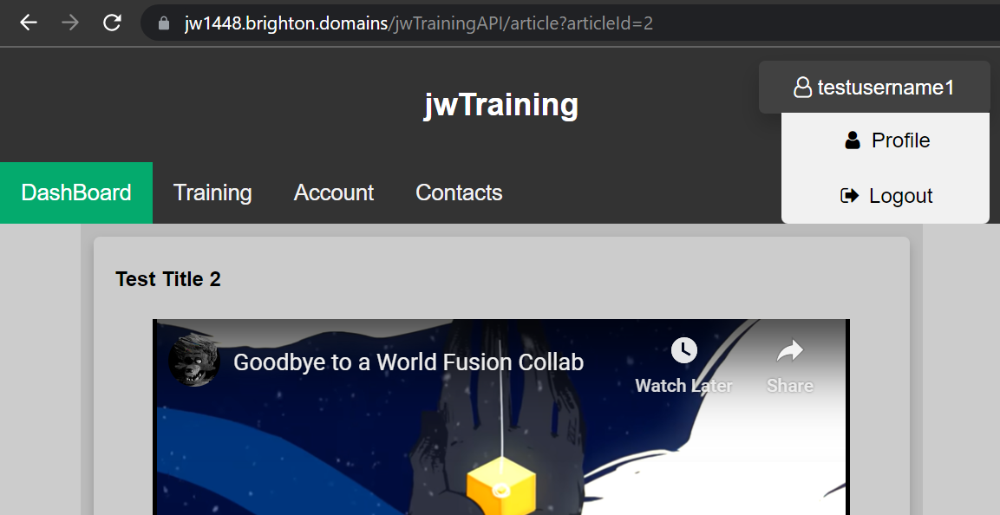 jw1448.brighton.domains/jwTrainingAPI/article?articleId=2
jwTraining
testusername1
Profile
Logout
DashBoard Training Account Contacts
Test Title 2
Goodbye to a World Fusion Collab
Watch Later
Share